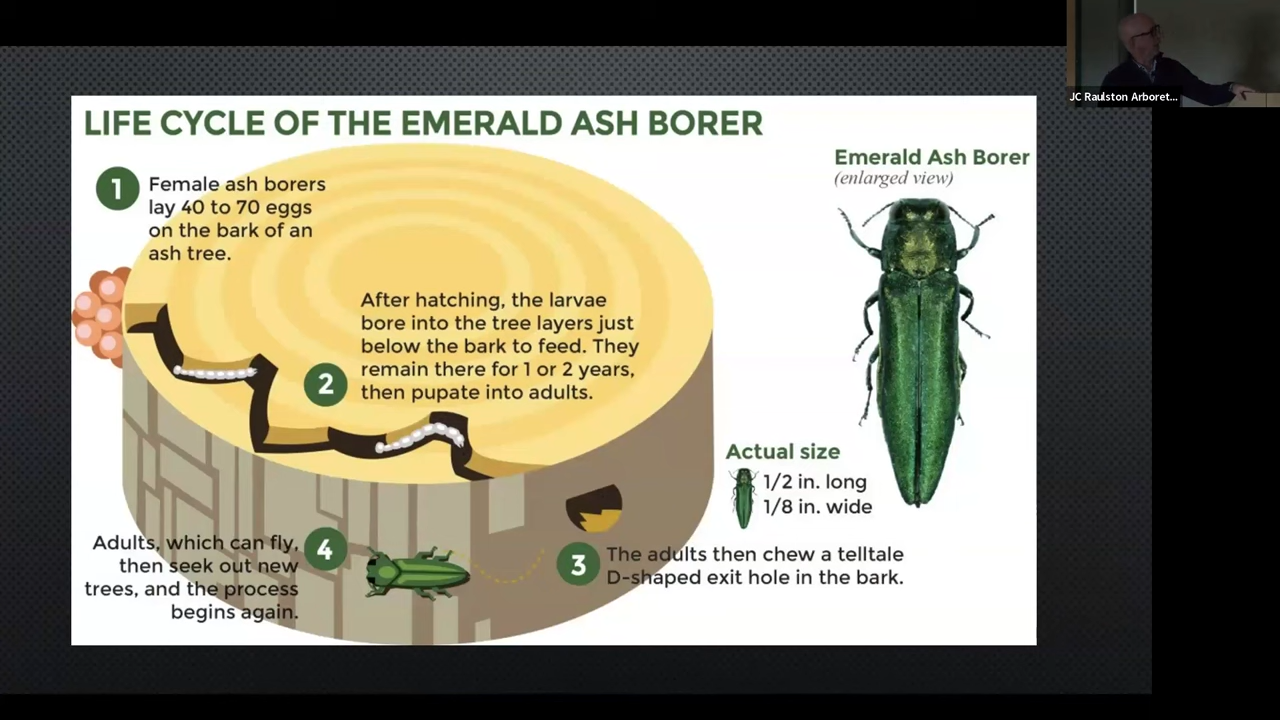 JC Raulston Arboret...
LIFE CYCLE OF THE EMERALD ASH BORER
1
Female ash borers
lay 40 to 70 eggs
on the bark of an
ash tree.
2
After hatching, the larvae
bore into the tree layers just
below the bark to feed. They
remain there for 1 or 2 years,
then pupate into adults.
Emerald Ash Borer
(enlarged view)
Actual size
1/2 in. long
1/8 in. wide
3
The adults then chew a telltale
D-shaped exit hole in the bark.
4
Adults, which can fly,
then seek out new
trees, and the process
begins again.